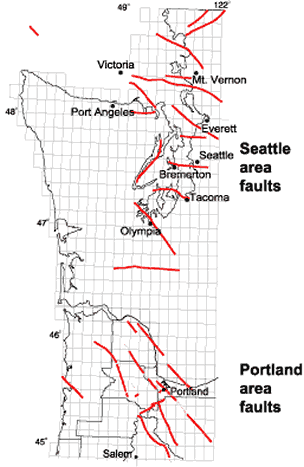 49°
122°
Victoria
Mt. Vernon
Port Angeles
48°
Everett
Seattle
Seattle
area
faults
Bremerton
Tacoma
47°
Olympia
46°
Portland
area
faults
Portland
45°
Salem